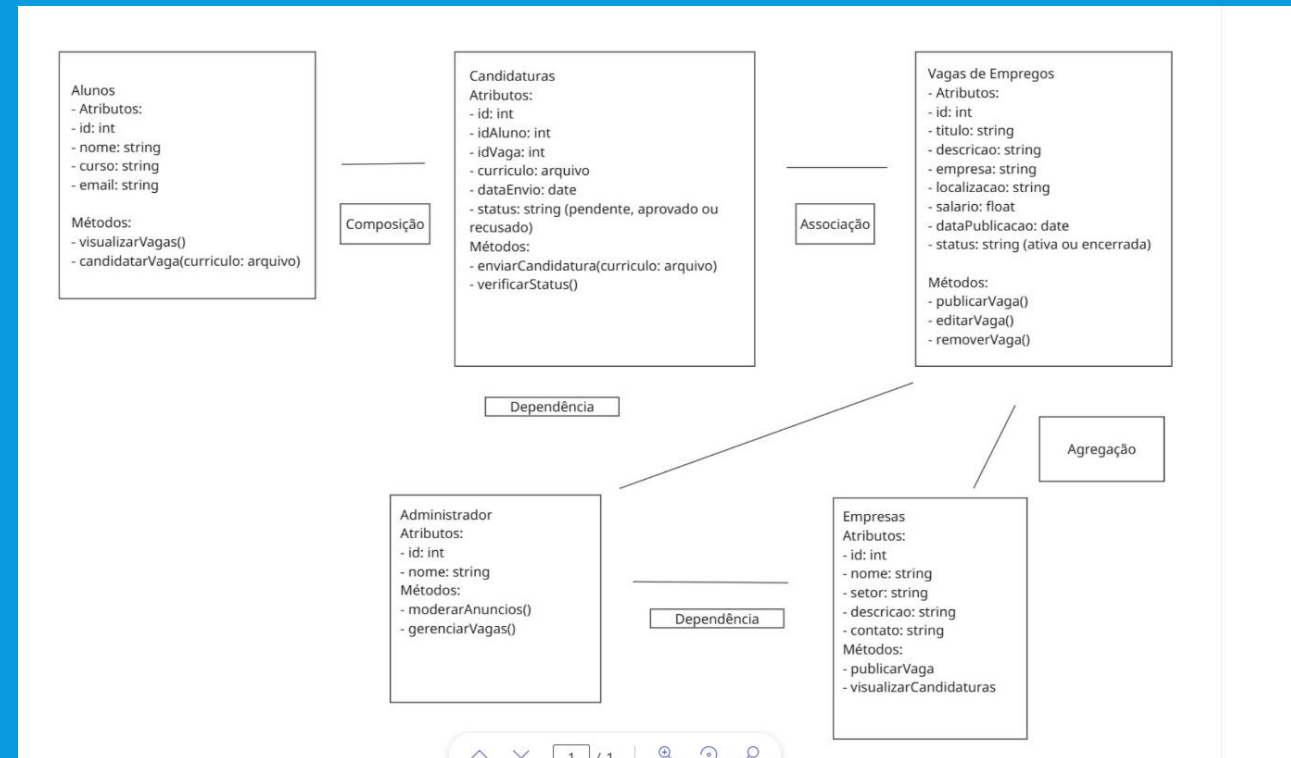 Alunos
- Atributos:
- id: int
- nome: string
- curso: string
- email: string
Métodos:
- visualizarVagas()
- candidatarVaga(curriculo: arquivo)
Composição
Candidaturas
Atributos:
- id: int
- idAluno: int
- idVaga: int
- curriculo: arquivo
- dataEnvio: date
- status: string (pendente, aprovado ou
recusado)
Métodos:
- enviarCandidatura(curriculo: arquivo)
- verificarStatus()
Associação
Vagas de Empregos
- Atributos:
- id: int
- titulo: string
- descricao: string
- empresa: string
- localizacao: string
- salario: float
- dataPublicacao: date
- status: string (ativa ou encerrada)
Métodos:
- publicarVaga()
- editarVaga()
- removerVaga()
Dependência
Agregação
Administrador
Atributos:
- id: int
- nome: string
Métodos:
- moderarAnuncios()
- gerenciarVagas()
Dependência
Empresas
Atributos:
- id: int
- nome: string
- setor: string
- descricao: string
- contato: string
Métodos:
- publicarVaga
- visualizarCandidaturas
1 / 1